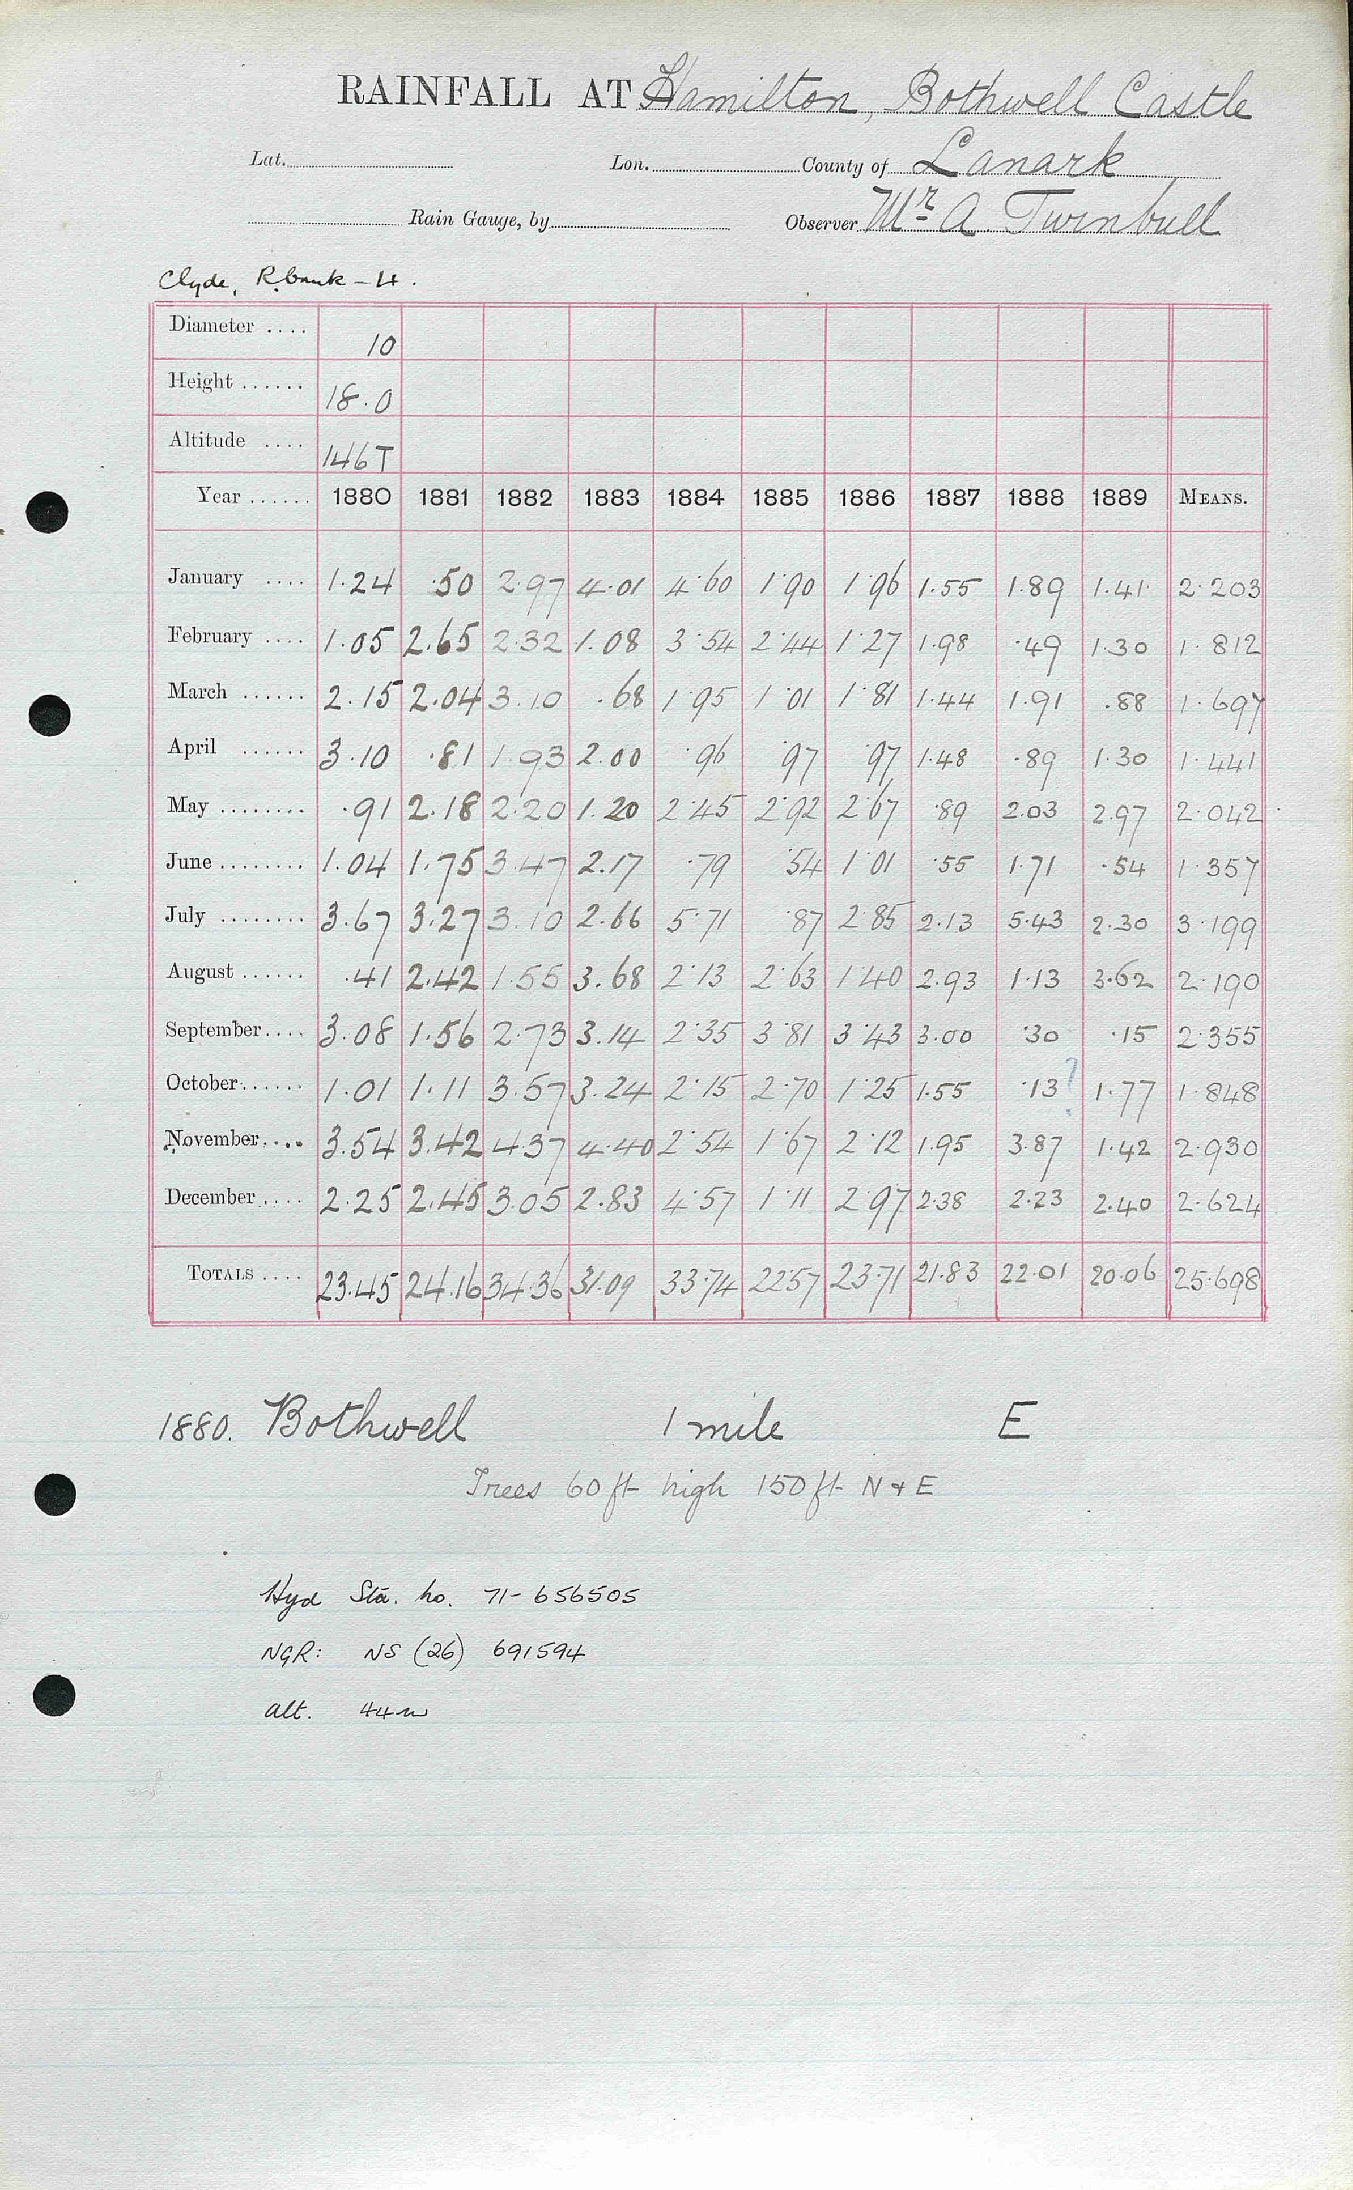 RAINFALL AT Hamilton, Bothwell Castle
Lat. Lon. County of Lanark
Rain Gauge, by Observer Mr A. Turnbull
Clyde, R.bank - 4.
Diameter .... 10
Height ...... 18.0
Altitude .... 146T
Year ...... 1880 1881 1882 1883 1884 1885 1886 1887 1888 1889 MEANS.
January .... 1.24 .50 2.97 4.01 4.60 1.90 1.96 1.55 1.89 1.41 2.203
February .... 1.05 2.65 2.32 1.08 3.54 2.44 1.27 1.98 .49 1.30 1.812
March ...... 2.15 2.04 3.10 .68 1.95 1.01 1.81 1.44 1.91 .88 1.697
April ...... 3.10 .81 1.93 2.00 .96 .97 .97 1.48 .89 1.30 1.441
May ........ .91 2.18 2.20 1.20 2.45 2.92 2.67 .89 2.03 2.97 2.042
June ........ 1.04 1.75 3.47 2.17 .79 .54 1.01 .55 1.71 .54 1.357
July ........ 3.67 3.27 3.10 2.66 5.71 .87 2.85 2.13 5.43 2.30 3.199
August ...... .41 2.42 1.55 3.68 2.13 2.63 1.40 2.93 1.13 3.62 2.190
September.... 3.08 1.56 2.73 3.14 2.35 3.81 3.43 3.00 .30 .15 2.355
October...... 1.01 1.11 3.57 3.24 2.15 2.70 1.25 1.55 .13? 1.77 1.848
November.... 3.54 3.42 4.37 4.40 2.54 1.67 2.12 1.95 3.87 1.42 2.930
December .... 2.25 2.45 3.05 2.83 4.57 1.11 2.97 2.38 2.23 2.40 2.624
TOTALS .... 23.45 24.16 34.36 31.09 33.74 22.57 23.71 21.83 22.01 20.06 25.698
1880. Bothwell 1 mile E
Trees 60 ft high 150 ft N & E
Hyd Sta. no. 71-656505
NGR: NS (26) 691594
alt. 44m